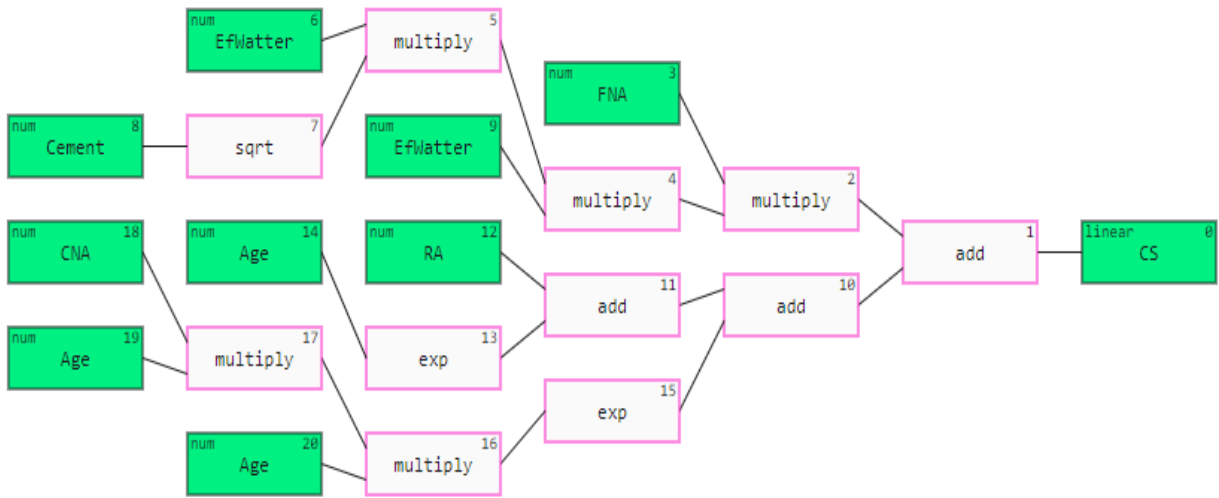 num 6
EfWatter
5
multiply
num 3
FNA
num 8
Cement
7
sqrt
num 9
EfWatter
4
multiply
2
multiply
num 18
CNA
num 14
Age
num 12
RA
1
add
linear 0
CS
11
add
10
add
num 19
Age
17
multiply
13
exp
15
exp
num 20
Age
16
multiply